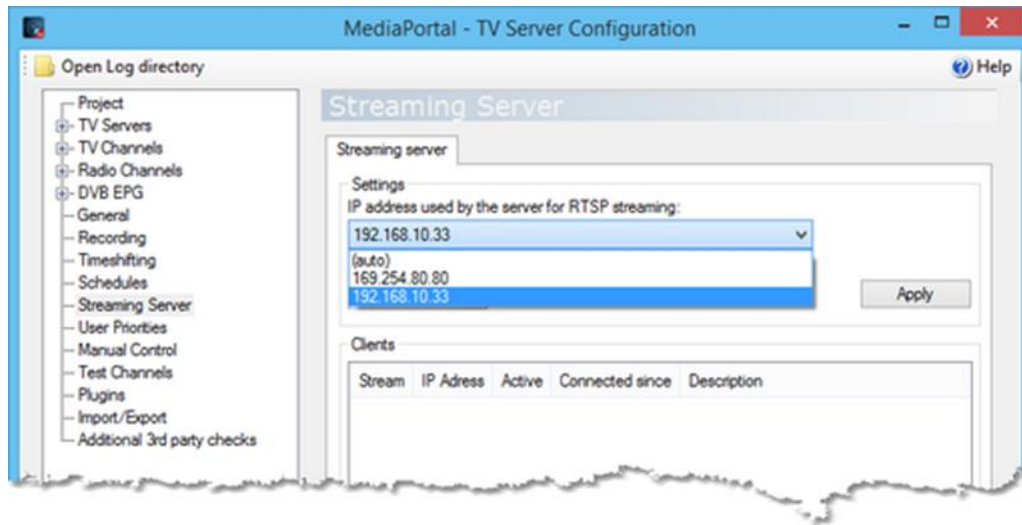 MediaPortal - TV Server Configuration
Open Log directory
Help
Project
TV Servers
TV Channels
Radio Channels
DVB EPG
General
Recording
Timeshifting
Schedules
Streaming Server
User Priorities
Manual Control
Test Channels
Plugins
Import/Export
Additional 3rd party checks
Streaming Server
Streaming server
Settings
IP address used by the server for RTSP streaming:
192.168.10.33
(auto)
169.254.80.80
192.168.10.33
Apply
Clients
Stream IP Adress Active Connected since Description